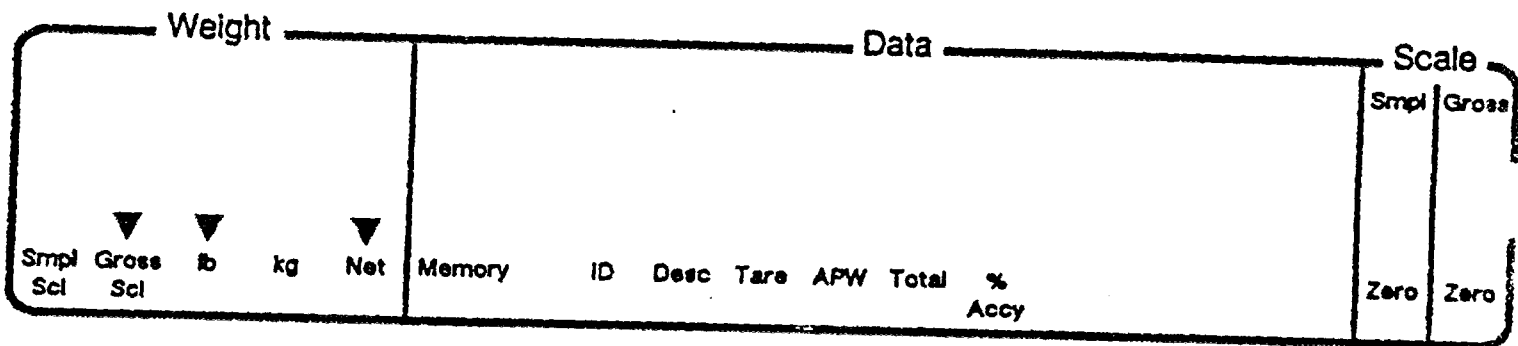 Weight Data Scale
Smpl Gross
Smpl Gross lb kg Net Memory ID Desc Tare APW Total %
Scl Scl Accy Zero Zero